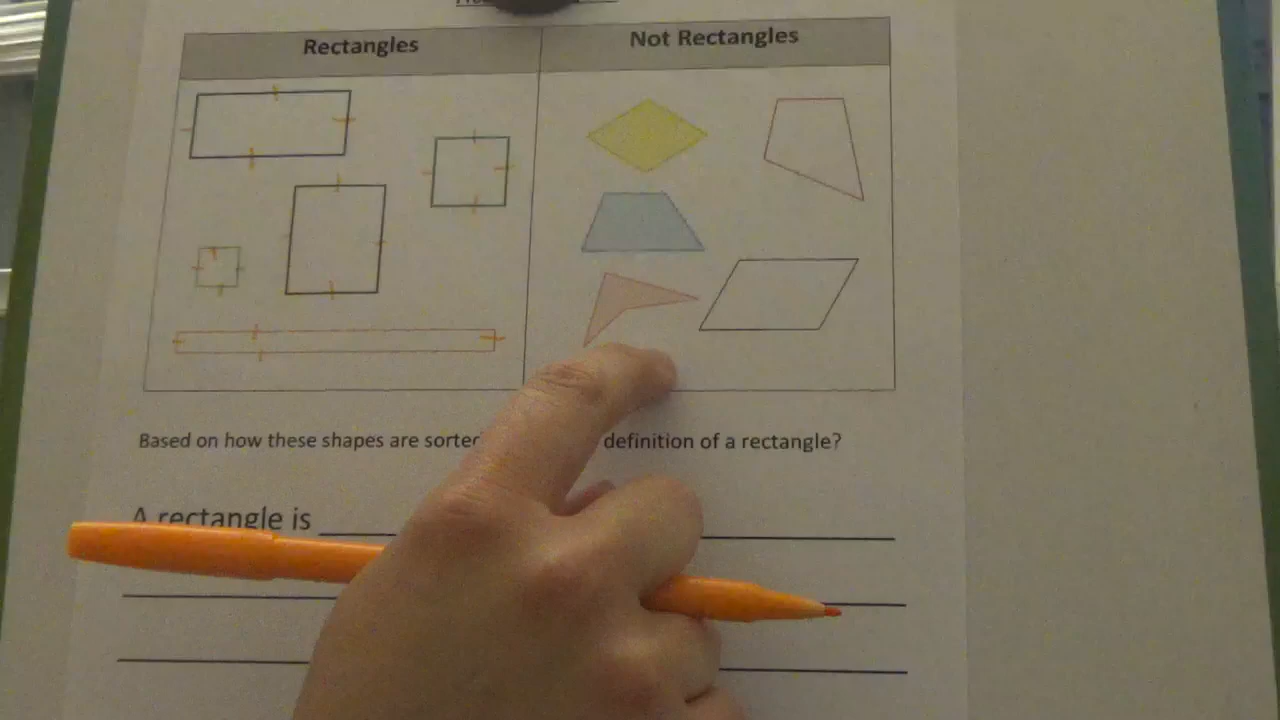 Rectangles
Not Rectangles
Based on how these shapes are sorted definition of a rectangle?
A rectangle is